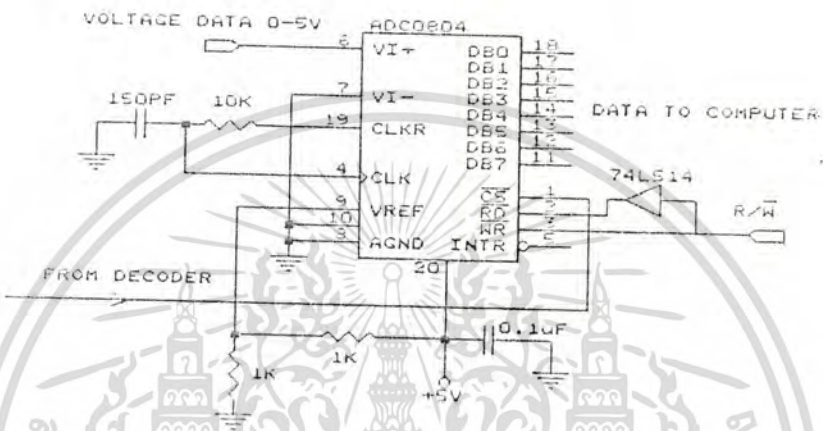 VOLTAGE DATA 0-5V
ADC0804
6
VI+
DB0
18
DB1
17
DB2
16
DB3
15
7
VI-
DB4
14
DATA TO COMPUTER
150PF
10K
DB5
13
19
CLKR
DB6
12
DB7
11
4
CLK
74LS14
CS
1
9
VREF
RD
R/W
10
WR
8
AGND
INTR
5
20
FROM DECODER
0.1uF
1K
1K
+5V